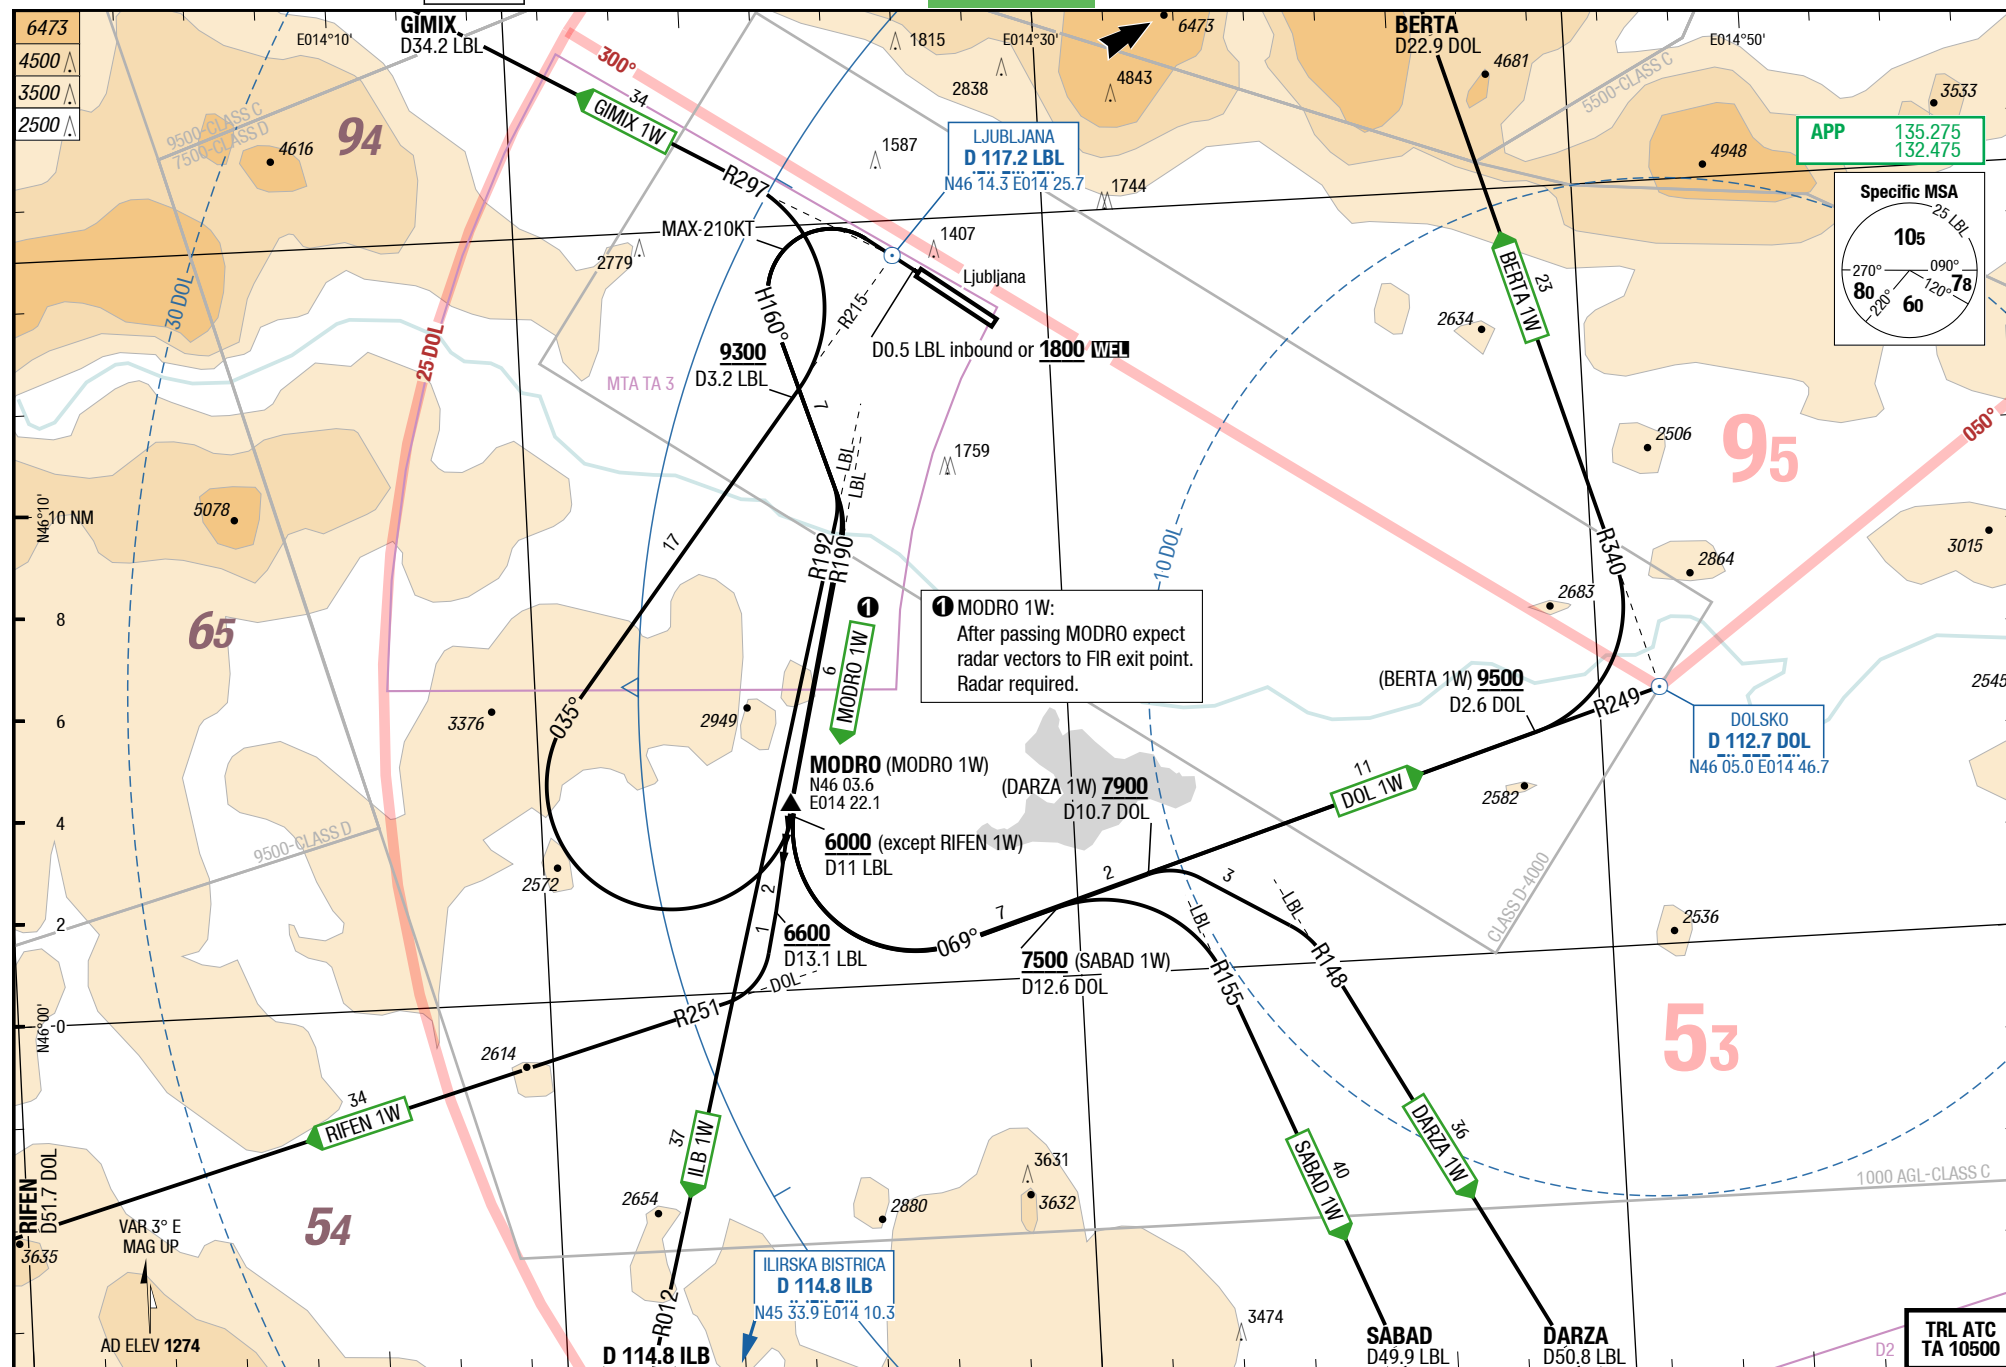 6473
4500
3500
2500
E014°10'
GIMIX
D34.2 LBL
300°
34
GIMIX 1W
R297
9500-CLASS C
7500-CLASS D
4616
94
1815
2838
E014°30'
6473
4843
1587
1744
LJUBLJANA
D 117.2 LBL
N46 14.3 E014 25.7
BERTA
D22.9 DOL
4681
E014°50'
5500-CLASS C
3533
APP 135.275
132.475
4948
Specific MSA
25 LBL
105
270°
090°
80
220°
60
120°
78
MAX-210KT
2779
1407
Ljubljana
30 DOL
25 DOL
H160°
R215
9300
D3.2 LBL
D0.5 LBL inbound or 1800 WEL
MTA TA 3
7
BERTA 1W
23
2634
2506
95
050°
LBL
LBL
1759
5078
N46°10'
10 NM
17
R192
R190
10 DOL
R340
2864
3015
2683
8
65
1
6
MODRO 1W
1 MODRO 1W:
After passing MODRO expect
radar vectors to FIR exit point.
Radar required.
(BERTA 1W) 9500
D2.6 DOL
R249
2545
6
3376
035°
2949
DOLSKO
D 112.7 DOL
N46 05.0 E014 46.7
MODRO (MODRO 1W)
N46 03.6
E014 22.1
(DARZA 1W) 7900
D10.7 DOL
11
DOL 1W
2582
4
9500-CLASS D
6000 (except RIFEN 1W)
D11 LBL
2572
2
1
2
7
3
LBL
LBL
CLASS D-4000
2
6600
D13.1 LBL
069°
7500 (SABAD 1W)
D12.6 DOL
2536
R155
R148
DOL
R251
N46°00'
0
53
2614
34
RIFEN 1W
37
ILB 1W
36
DARZA 1W
40
SABAD 1W
3631
3632
1000 AGL-CLASS C
RIFEN
D51.7 DOL
3635
VAR 3° E
MAG UP
54
2654
2880
ILIRSKA BISTRICA
D 114.8 ILB
N45 33.9 E014 10.3
R012
3474
AD ELEV 1274
D 114.8 ILB
SABAD
D49.9 LBL
DARZA
D50.8 LBL
D2
TRL ATC
TA 10500